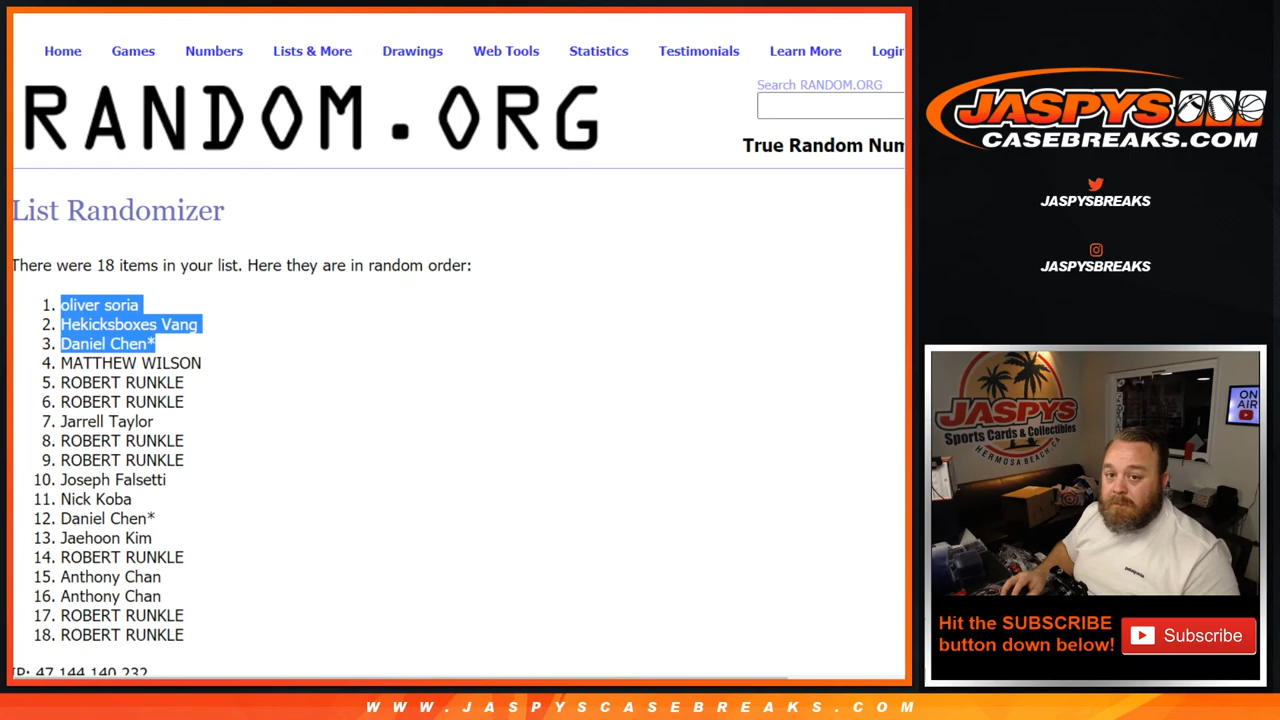 Home Games Numbers Lists & More Drawings Web Tools Statistics Testimonials Learn More Login
RANDOM.ORG
Search RANDOM.ORG
True Random Num
List Randomizer
There were 18 items in your list. Here they are in random order:
1. oliver soria
2. Hekicksboxes Vang
3. Daniel Chen*
4. MATTHEW WILSON
5. ROBERT RUNKLE
6. ROBERT RUNKLE
7. Jarrell Taylor
8. ROBERT RUNKLE
9. ROBERT RUNKLE
10. Joseph Falsetti
11. Nick Koba
12. Daniel Chen*
13. Jaehoon Kim
14. ROBERT RUNKLE
15. Anthony Chan
16. Anthony Chan
17. ROBERT RUNKLE
18. ROBERT RUNKLE
IP: 47.144.140.232
JASPYS
CASEBREAKS.COM
JASPYSBREAKS
JASPYSBREAKS
JASPYS
Sports Cards & Collectibles
HERMOSA BEACH, CA
ON
AIR
Hit the SUBSCRIBE
button down below!
Subscribe
WWW.JASPYSCASEBREAKS.COM